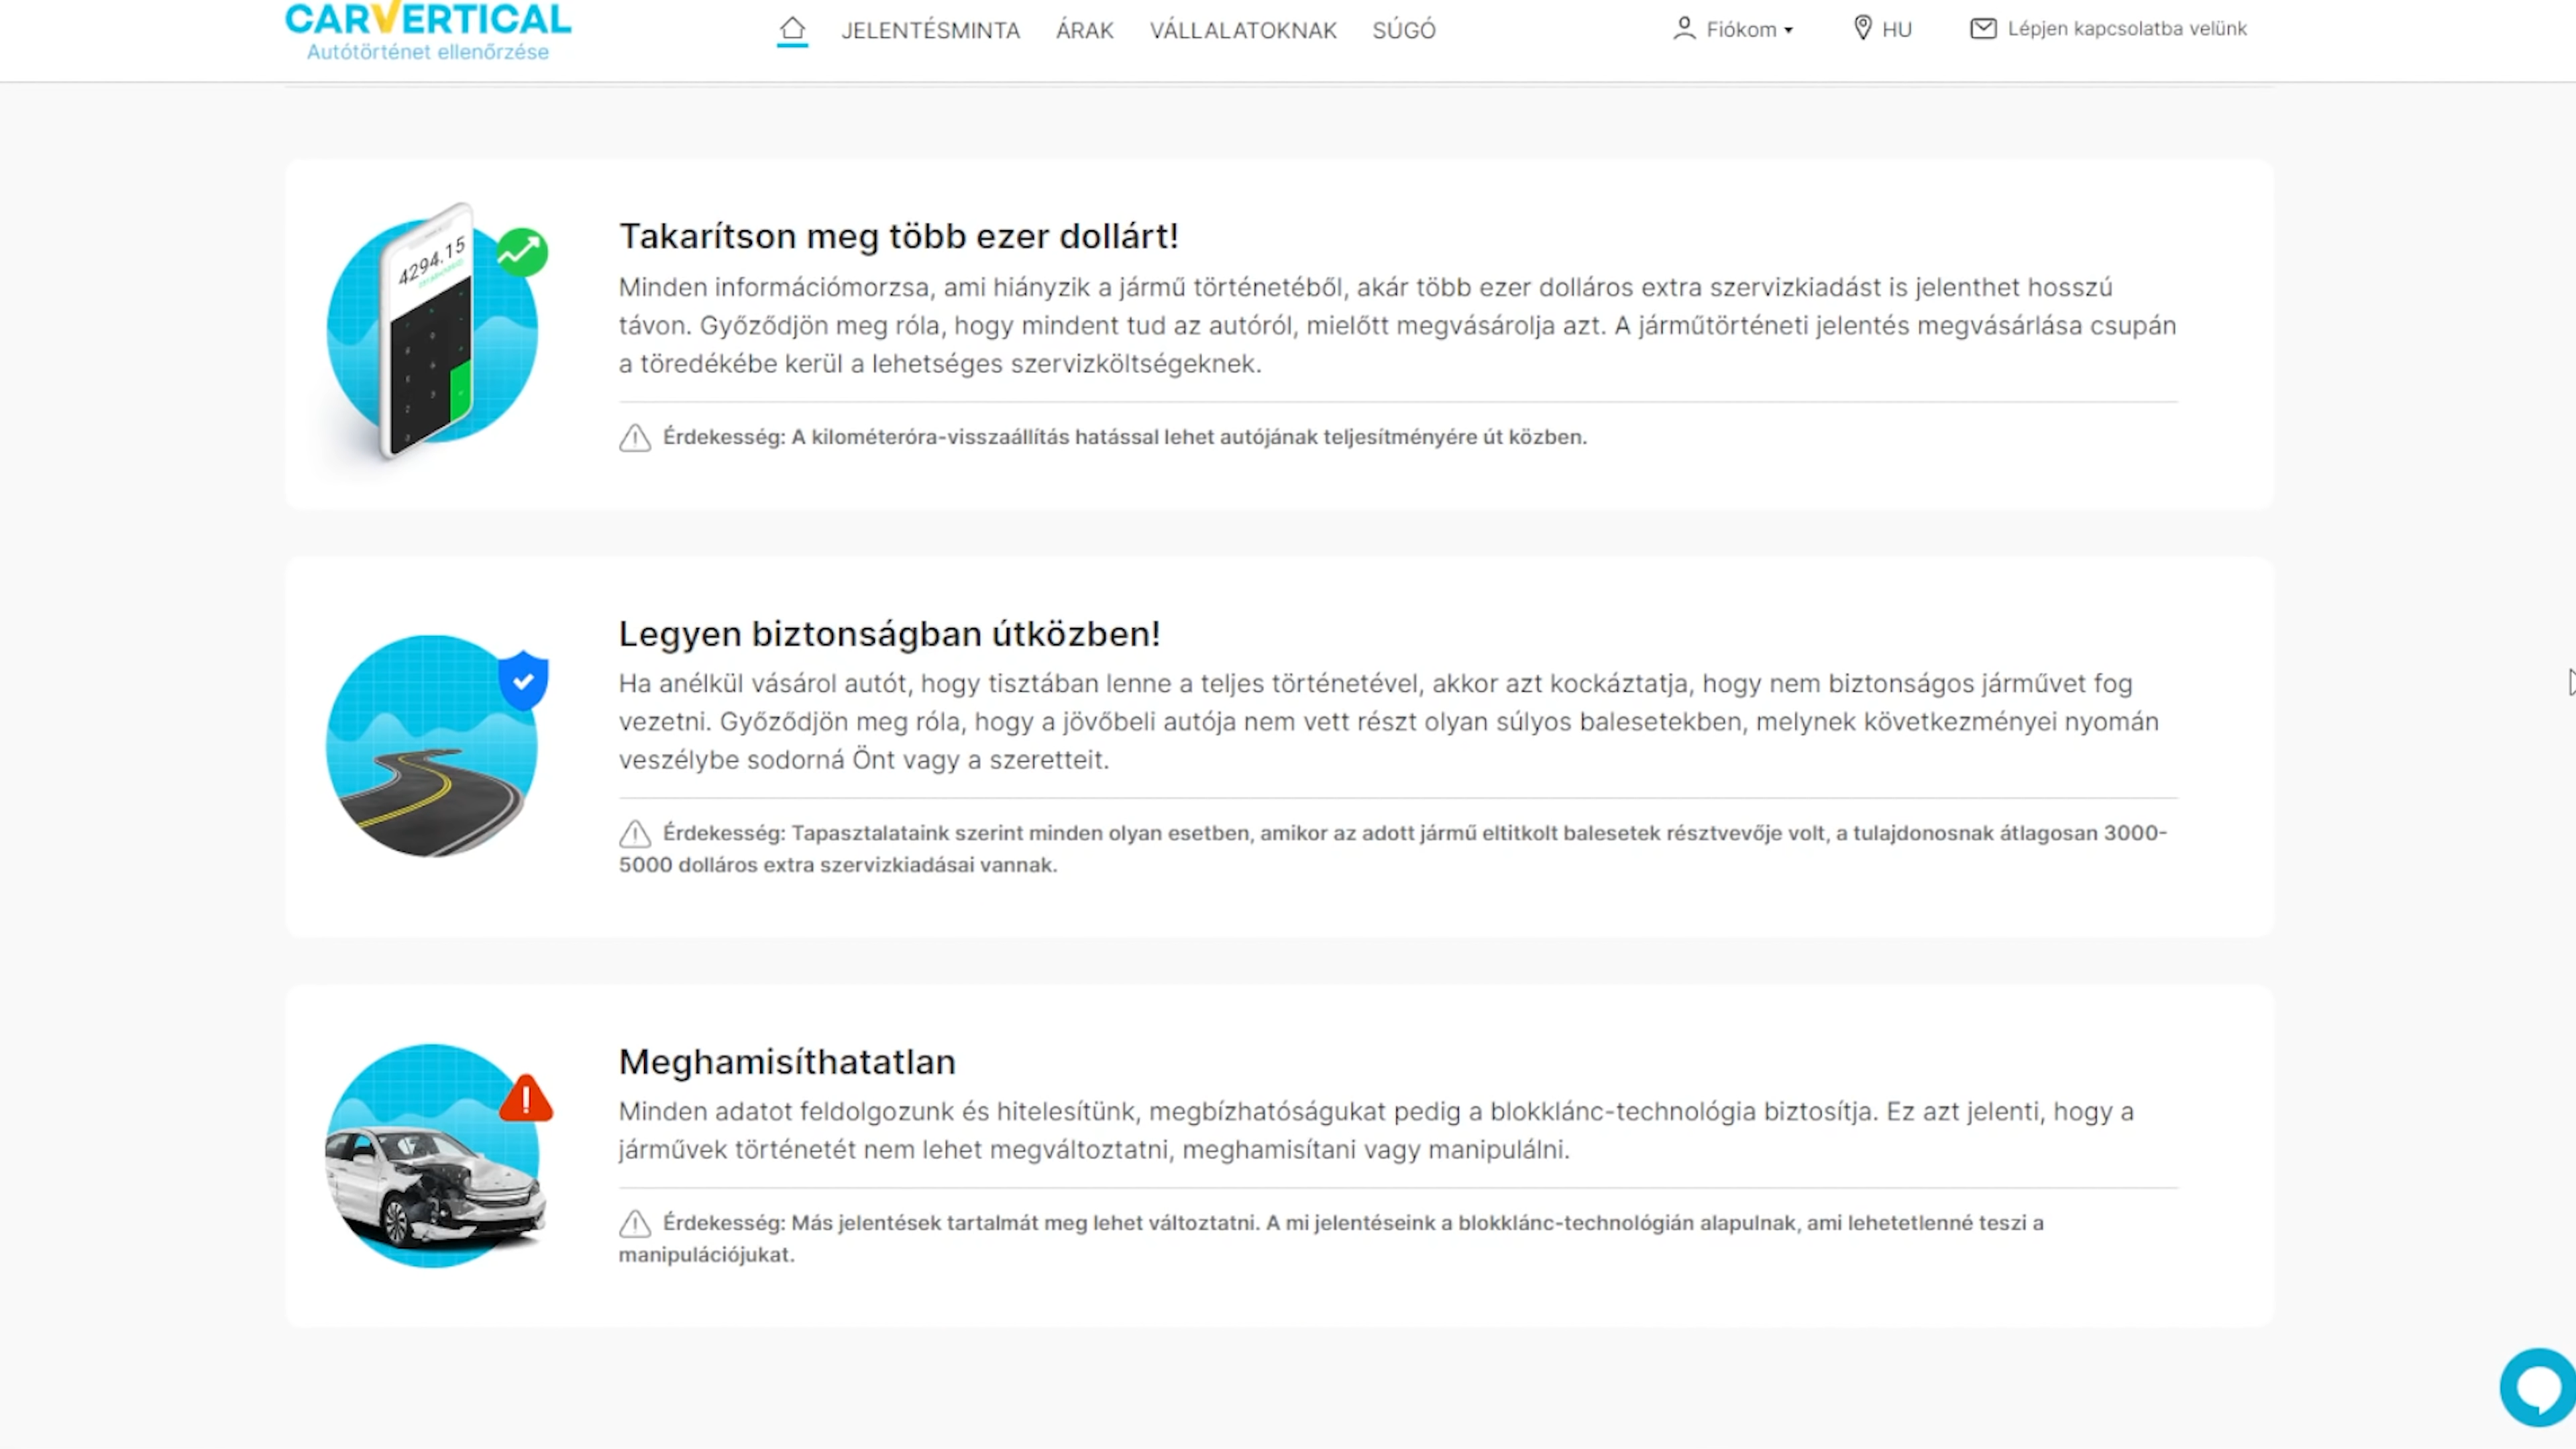 CARVERTICAL
Autótörténet ellenőrzése
JELENTÉSMINTA
ÁRAK
VÁLLALATOKNAK
SÚGÓ
Fiókom
HU
Lépjen kapcsolatba velünk
4294.15
Takarítson meg több ezer dollárt!
Minden információmorzsa, ami hiányzik a jármű történetéből, akár több ezer dolláros extra szervizkiadást is jelenthet hosszú
távon. Győződjön meg róla, hogy mindent tud az autóról, mielőtt megvásárolja azt. A járműtörténeti jelentés megvásárlása csupán
a töredékébe kerül a lehetséges szervizköltségeknek.
Érdekesség: A kilométeróra-visszaállítás hatással lehet autójának teljesítményére út közben.
Legyen biztonságban útközben!
Ha anélkül vásárol autót, hogy tisztában lenne a teljes történetével, akkor azt kockáztatja, hogy nem biztonságos járművet fog
vezetni. Győződjön meg róla, hogy a jövőbeli autója nem vett részt olyan súlyos balesetekben, melynek következményei nyomán
veszélybe sodorná Önt vagy a szeretteit.
Érdekesség: Tapasztalataink szerint minden olyan esetben, amikor az adott jármű eltitkolt balesetek résztvevője volt, a tulajdonosnak átlagosan 3000-
5000 dolláros extra szervizkiadásai vannak.
Meghamisíthatatlan
Minden adatot feldolgozunk és hitelesítünk, megbízhatóságukat pedig a blokklánc-technológia biztosítja. Ez azt jelenti, hogy a
járművek történetét nem lehet megváltoztatni, meghamisítani vagy manipulálni.
Érdekesség: Más jelentések tartalmát meg lehet változtatni. A mi jelentéseink a blokklánc-technológián alapulnak, ami lehetetlenné teszi a
manipulációjukat.